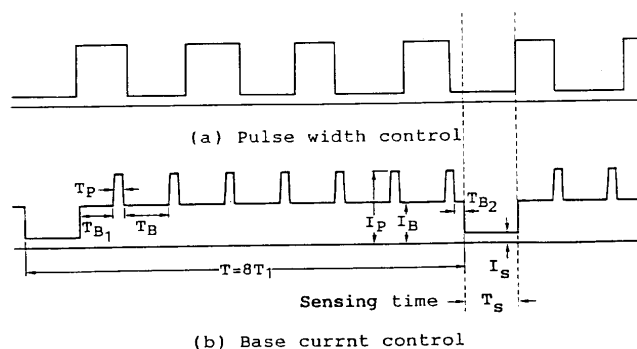 (a) Pulse width control
T_P
T_B1
T_B
I_P
I_B
T_B2
I_s
T=8T_1
Sensing time
T_s
(b) Base currnt control